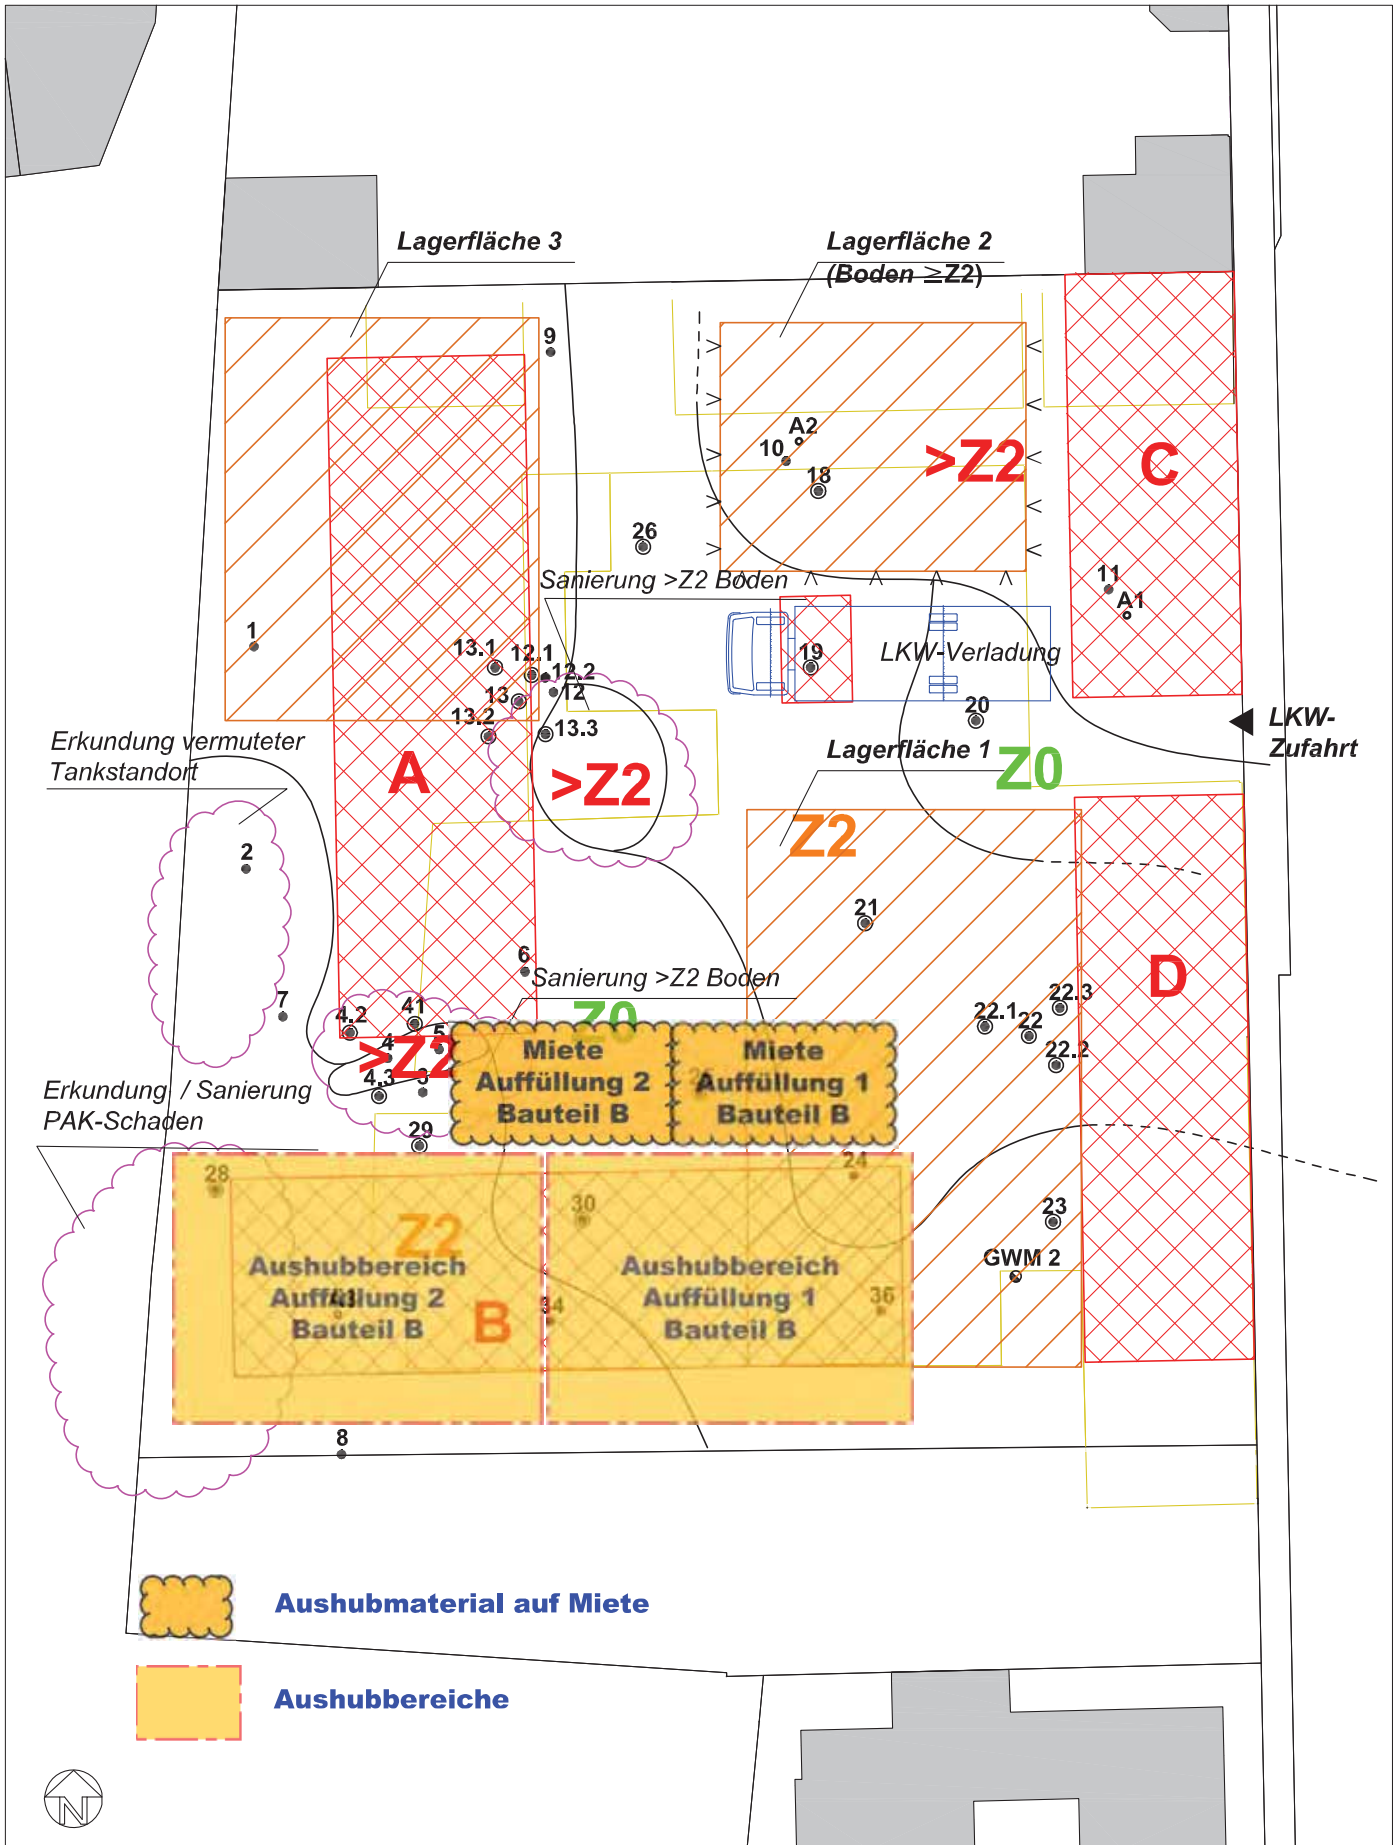 Lagerfläche 3
Lagerfläche 2
(Boden ≥Z2)
9
A2
10
18
>Z2
C
26
Sanierung >Z2 Boden
11
A1
1
13.1
12.1
12.2
13
12
13.2
13.3
19
LKW-Verladung
20
LKW-
Zufahrt
Erkundung vermuteter
Tankstandort
A
>Z2
Lagerfläche 1
Z0
Z2
2
21
6
Sanierung >Z2 Boden
D
7
4.2
41
Z0
22.3
22.1
22
22.2
5
4
>Z2
4.3
3
Miete
Auffüllung 2
Bauteil B
Miete
Auffüllung 1
Bauteil B
Erkundung / Sanierung
PAK-Schaden
29
28
24
30
23
Z2
GWM 2
Aushubbereich
Auffüllung 2
Bauteil B
43
B
34
Aushubbereich
Auffüllung 1
Bauteil B
36
8
Aushubmaterial auf Miete
Aushubbereiche
N